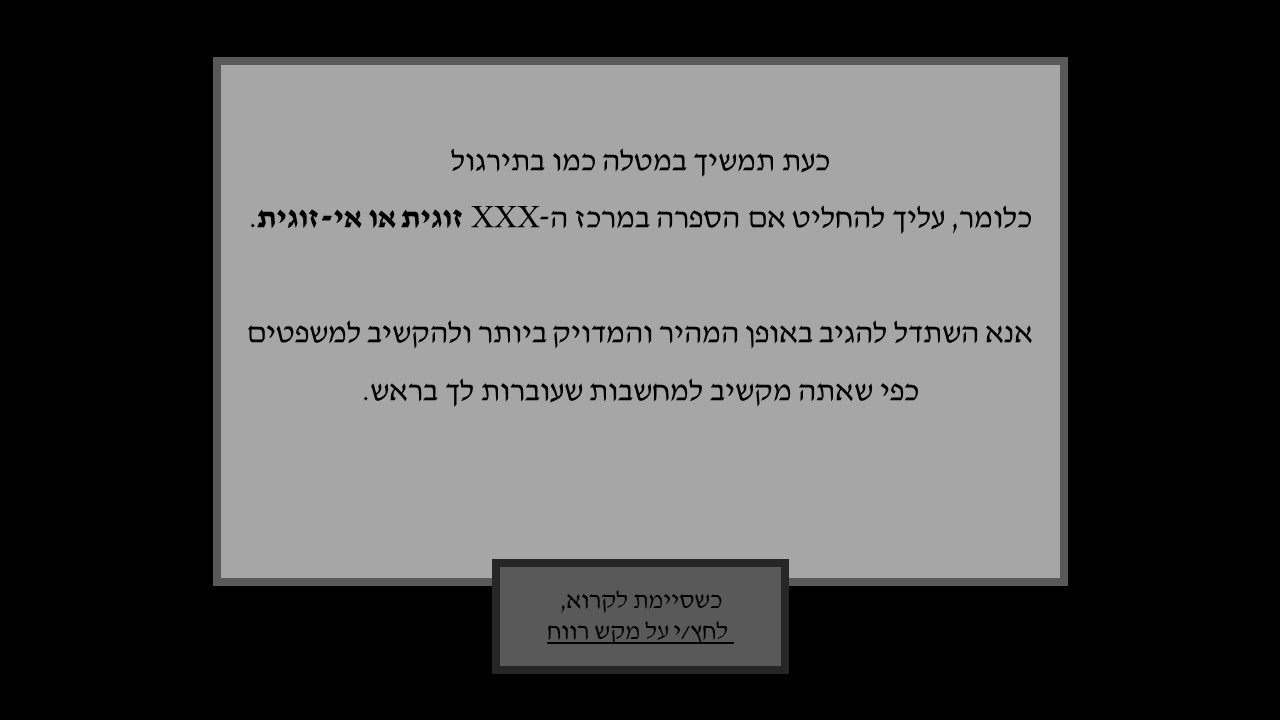 כעת תמשיך במטלה כמו בתירגול
כלומר, עליך להחליט אם הספרה במרכז ה-XXX זוגית או אי-זוגית.
אנא השתדל להגיב באופן המהיר והמדויק ביותר ולהקשיב למשפטים
כפי שאתה מקשיב למחשבות שעוברות לך בראש.
כשסיימת לקרוא,
לחץ/י על מקש רווח